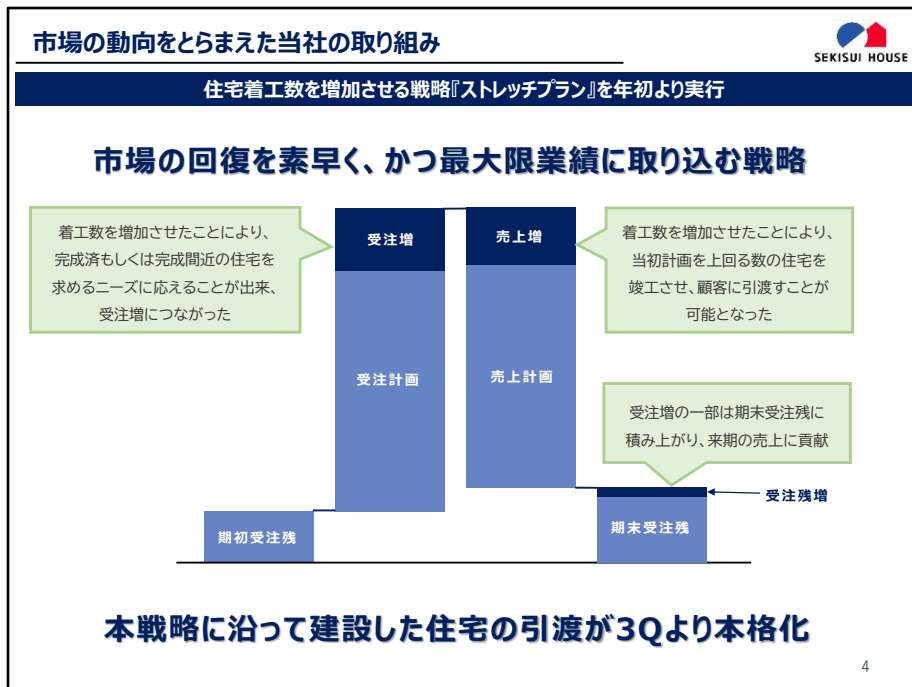 市場の動向をとらまえた当社の取り組み
SEKISUI HOUSE
住宅着工数を増加させる戦略『ストレッチプラン』を年初より実行
市場の回復を素早く、かつ最大限業績に取り込む戦略
着工数を増加させたことにより、
完成済もしくは完成間近の住宅を
求めるニーズに応えることが出来、
受注増につながった
受注増
売上増
着工数を増加させたことにより、
当初計画を上回る数の住宅を
竣工させ、顧客に引渡すことが
可能となった
受注計画
売上計画
受注増の一部は期末受注残に
積み上がり、来期の売上に貢献
受注残増
期初受注残
期末受注残
本戦略に沿って建設した住宅の引渡が3Qより本格化
4